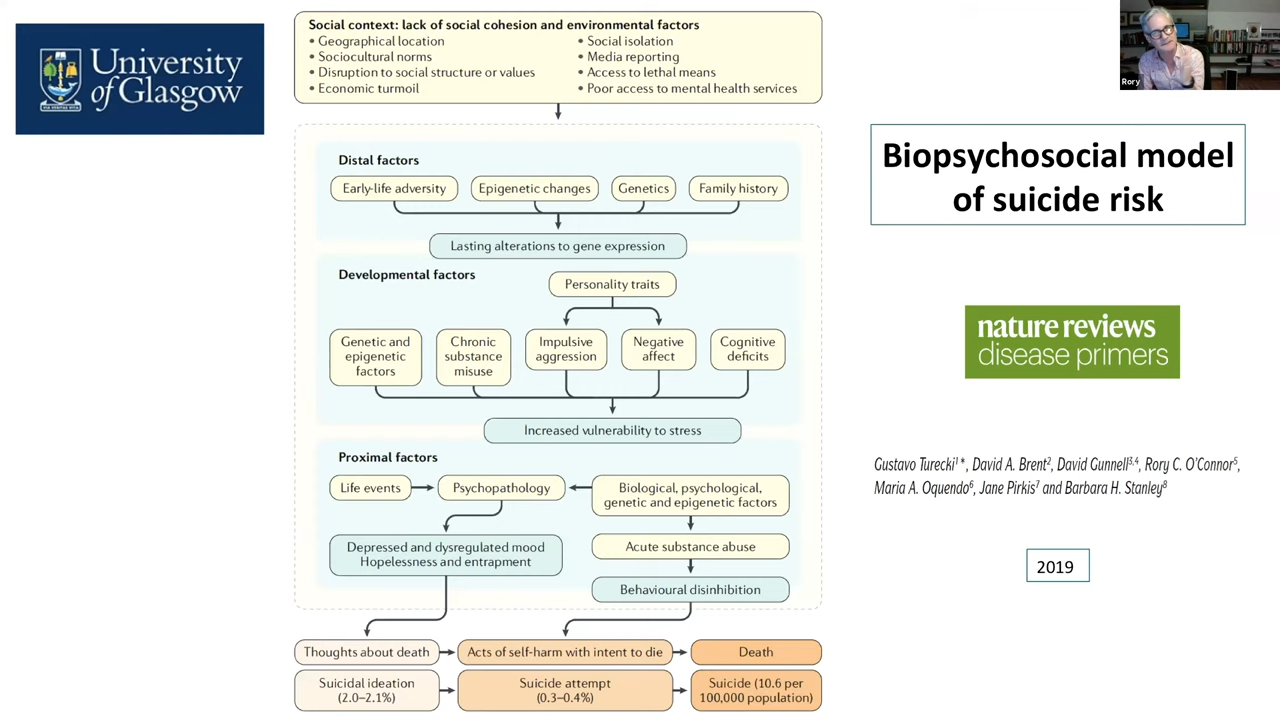 University
of Glasgow
Social context: lack of social cohesion and environmental factors
• Geographical location
• Sociocultural norms
• Disruption to social structure or values
• Economic turmoil
• Social isolation
• Media reporting
• Access to lethal means
• Poor access to mental health services
Distal factors
Early-life adversity
Epigenetic changes
Genetics
Family history
Lasting alterations to gene expression
Developmental factors
Personality traits
Genetic and
epigenetic
factors
Chronic
substance
misuse
Impulsive
aggression
Negative
affect
Cognitive
deficits
Increased vulnerability to stress
Proximal factors
Life events
Psychopathology
Biological, psychological,
genetic and epigenetic factors
Depressed and dysregulated mood
Hopelessness and entrapment
Acute substance abuse
Behavioural disinhibition
Thoughts about death
Acts of self-harm with intent to die
Death
Suicidal ideation
(2.0–2.1%)
Suicide attempt
(0.3–0.4%)
Suicide (10.6 per
100,000 population)
Rory
Biopsychosocial model
of suicide risk
nature reviews
disease primers
Gustavo Turecki¹*, David A. Brent², David Gunnell³,⁴, Rory C. O'Connor⁵,
Maria A. Oquendo⁶, Jane Pirkis⁷ and Barbara H. Stanley⁸
2019